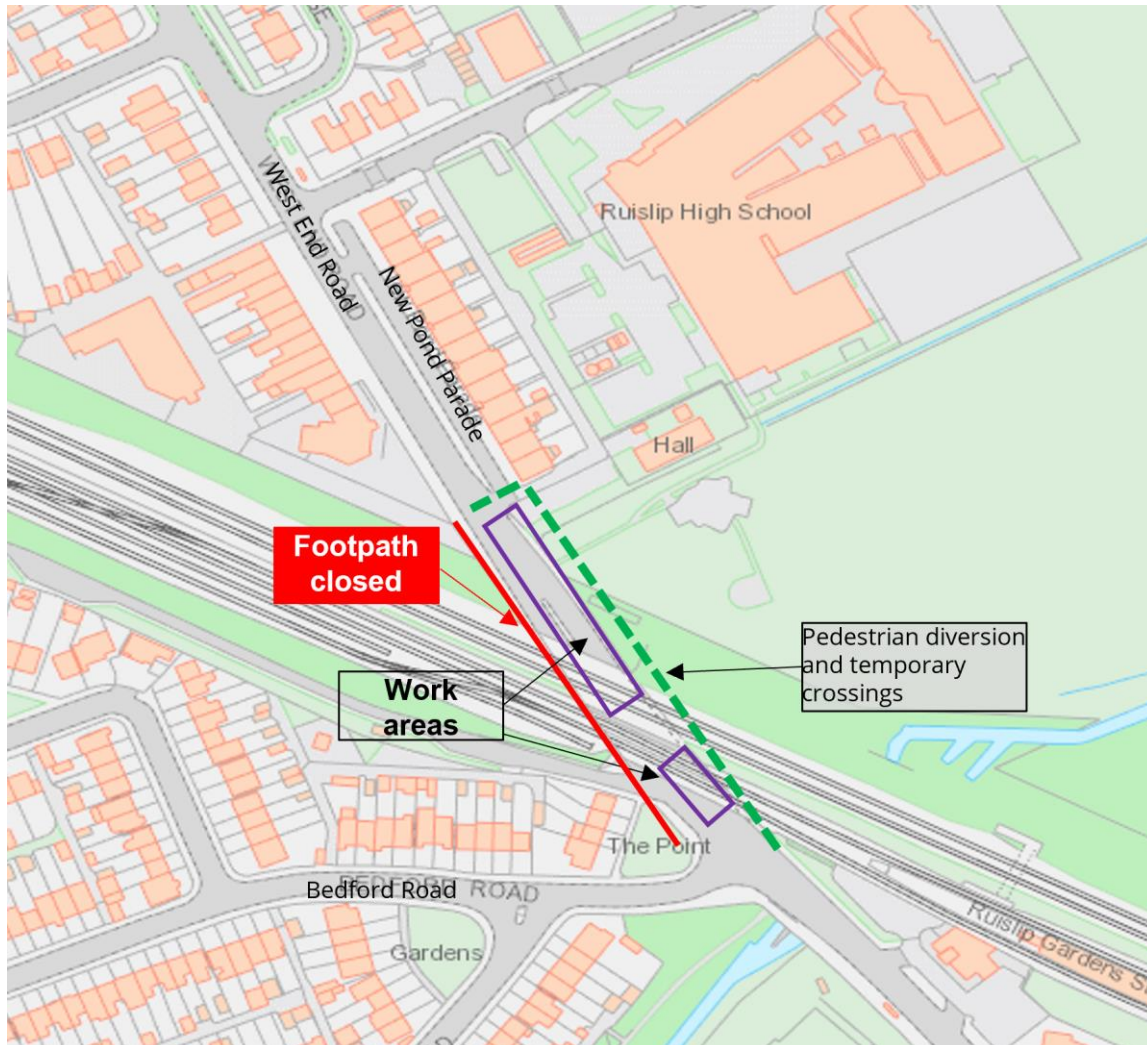 West End Road
New Pond Parade
Ruislip High School
Hall
Footpath
closed
Pedestrian diversion
and temporary
crossings
Work
areas
The Point
Bedford Road
BEDFORD ROAD
Gardens
Ruislip Gardens S